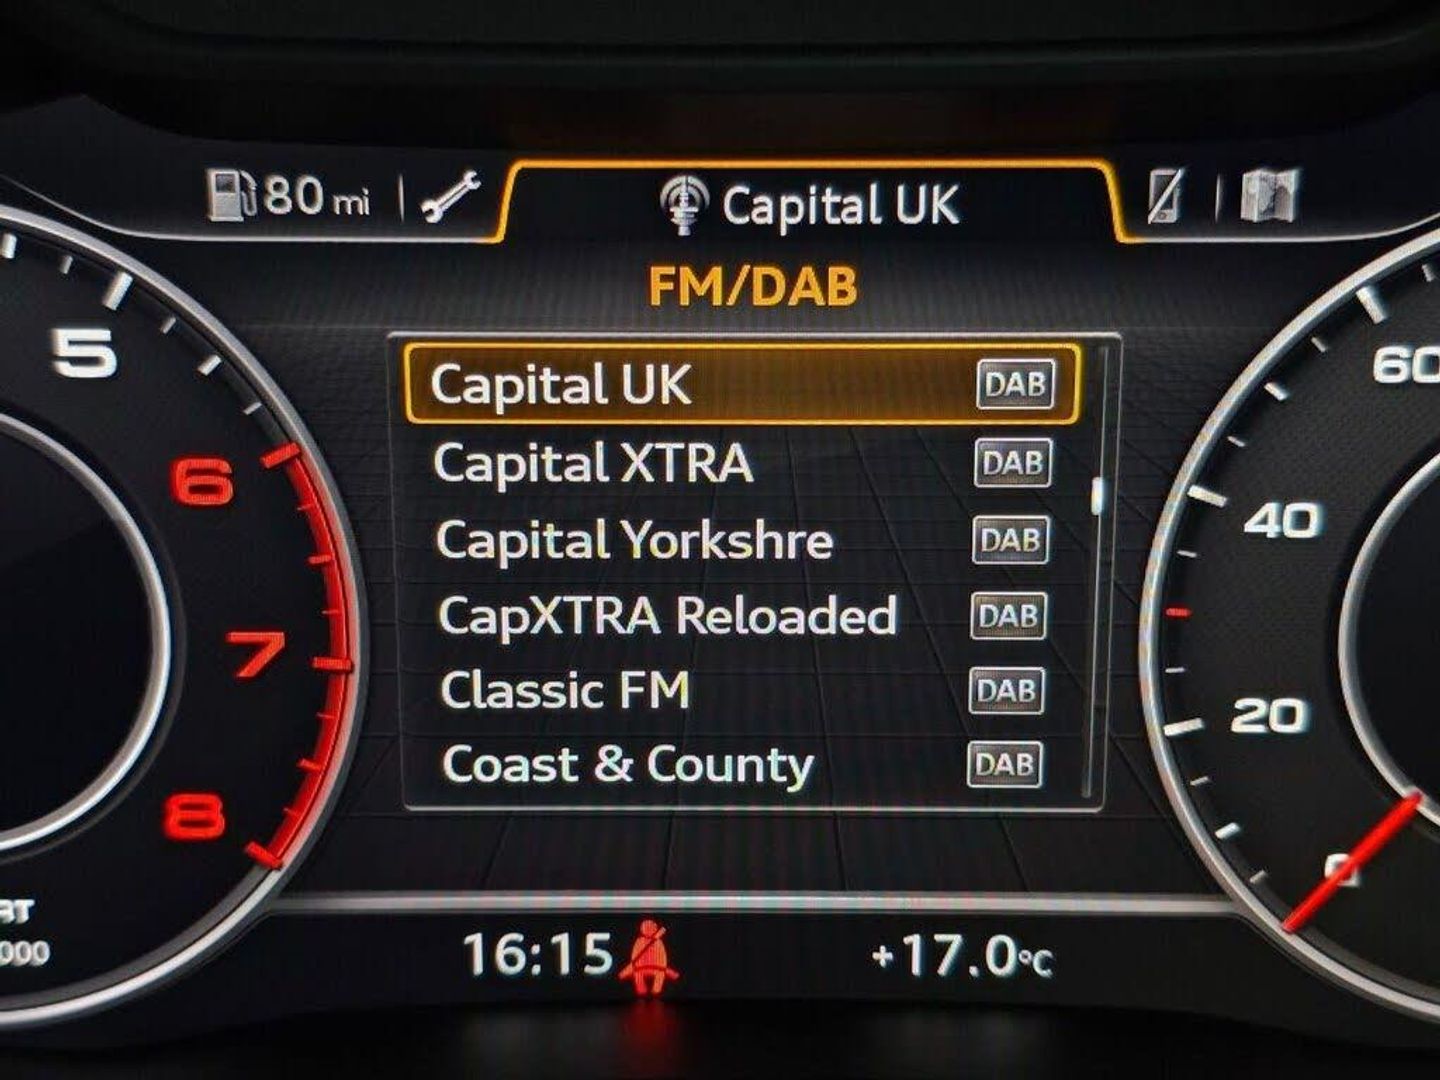 80 mi
Capital UK
FM/DAB
Capital UK DAB
Capital XTRA DAB
Capital Yorkshre DAB
CapXTRA Reloaded DAB
Classic FM DAB
Coast & County DAB
5
6
7
8
60
40
20
0
16:15
+17.0°C